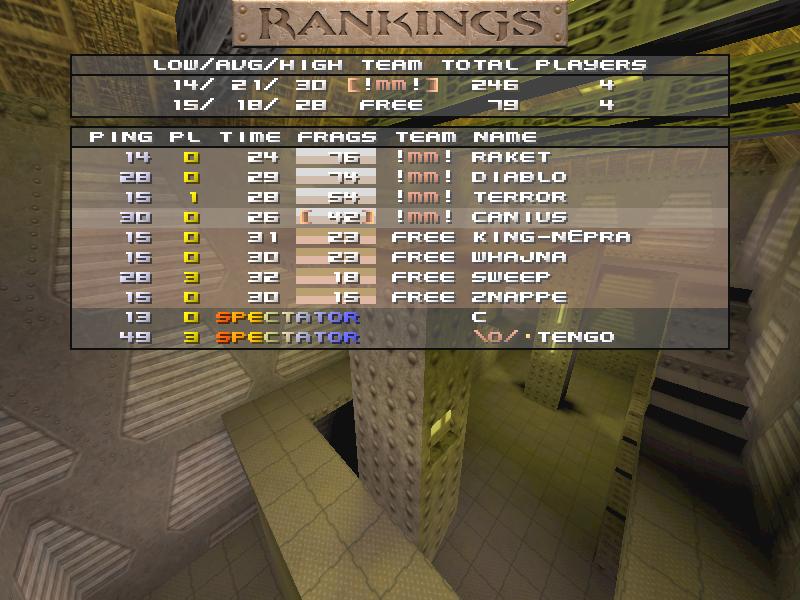 RANKINGS
LOW/AVG/HIGH TEAM TOTAL PLAYERS
14/ 21/ 30 [!mm!] 246 4
15/ 18/ 28 FREE 79 4
PING PL TIME FRAGS TEAM NAME
14 0 24 76 !mm! RAKET
28 0 29 74 !mm! DIABLO
15 1 28 54 !mm! TERROR
30 0 26 [ 42] !mm! CANIUS
15 0 31 23 FREE KING-NEPRA
15 0 30 23 FREE WHAJNA
28 3 32 18 FREE SWEEP
15 0 30 15 FREE ZNAPPE
13 0 SPECTATOR C
49 3 SPECTATOR \O/·TENGO